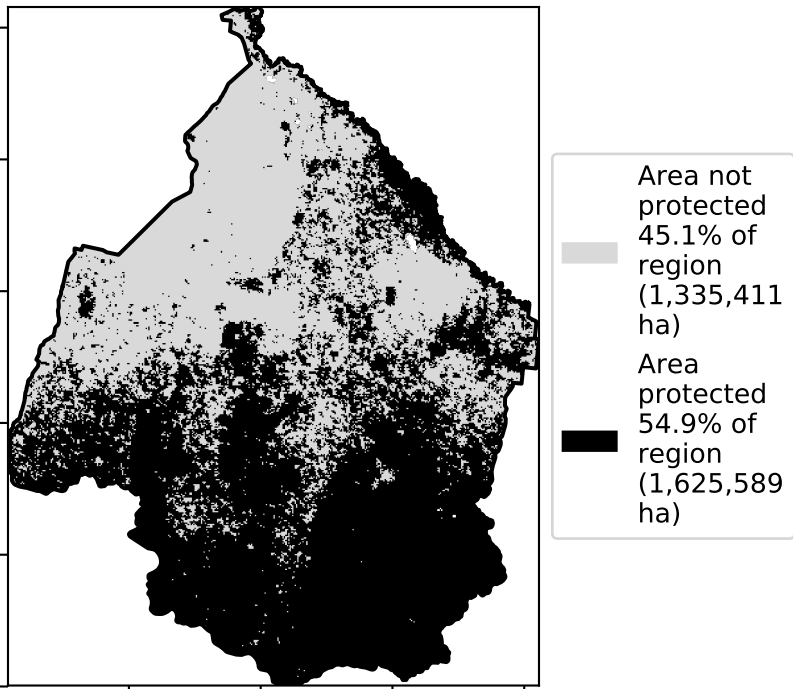 Area not
protected
45.1% of
region
(1,335,411
ha)
Area
protected
54.9% of
region
(1,625,589
ha)